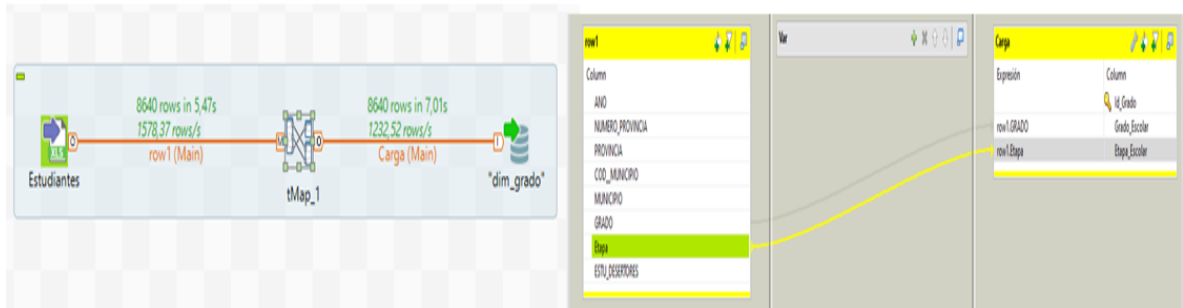 8640 rows in 5,47s
1578,37 rows/s
row1 (Main)
8640 rows in 7,01s
1232,52 rows/s
Carga (Main)
XLS
Estudiantes
tMap_1
"dim_grado"
row1
Column
ANO
NUMERO_PROVINCIA
PROVINCIA
COD_MUNICIPIO
MUNICIPIO
GRADO
Etapa
ESTU_DESERTORES
Var
Carga
Expresión Column
Id_Grado
row1.GRADO Grado_Escolar
row1.Etapa Etapa_Escolar